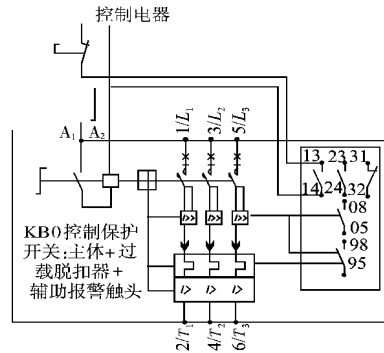 控制电器
A₁
A₂
1/L₁
3/L₂
5/L₃
13 23 31
14 24 32
08
05
98
95
KB0控制保护
开关:主体+过
载脱扣器+
辅助报警触头
I>> I>> I>>
I> I> I>
2/T₁
4/T₂
6/T₃